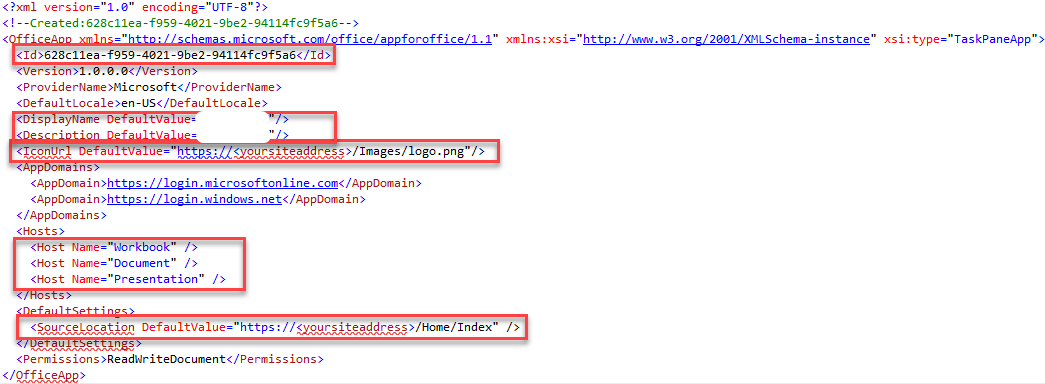 <?xml version="1.0" encoding="UTF-8"?>
<!--Created:628c11ea-f959-4021-9be2-94114fc9f5a6-->
<OfficeApp xmlns="http://schemas.microsoft.com/office/appforoffice/1.1" xmlns:xsi="http://www.w3.org/2001/XMLSchema-instance" xsi:type="TaskPaneApp">
<Id>628c11ea-f959-4021-9be2-94114fc9f5a6</Id>
<Version>1.0.0.0</Version>
<ProviderName>Microsoft</ProviderName>
<DefaultLocale>en-US</DefaultLocale>
<DisplayName DefaultValue= "/>
<Description DefaultValue= "/>
<IconUrl DefaultValue="https://<yoursiteaddress>/Images/logo.png"/>
<AppDomains>
<AppDomain>https://login.microsoftonline.com</AppDomain>
<AppDomain>https://login.windows.net</AppDomain>
</AppDomains>
<Hosts>
<Host Name="Workbook" />
<Host Name="Document" />
<Host Name="Presentation" />
</Hosts>
<DefaultSettings>
<SourceLocation DefaultValue="https://<yoursiteaddress>/Home/Index" />
</DefaultSettings>
<Permissions>ReadWriteDocument</Permissions>
</OfficeApp>